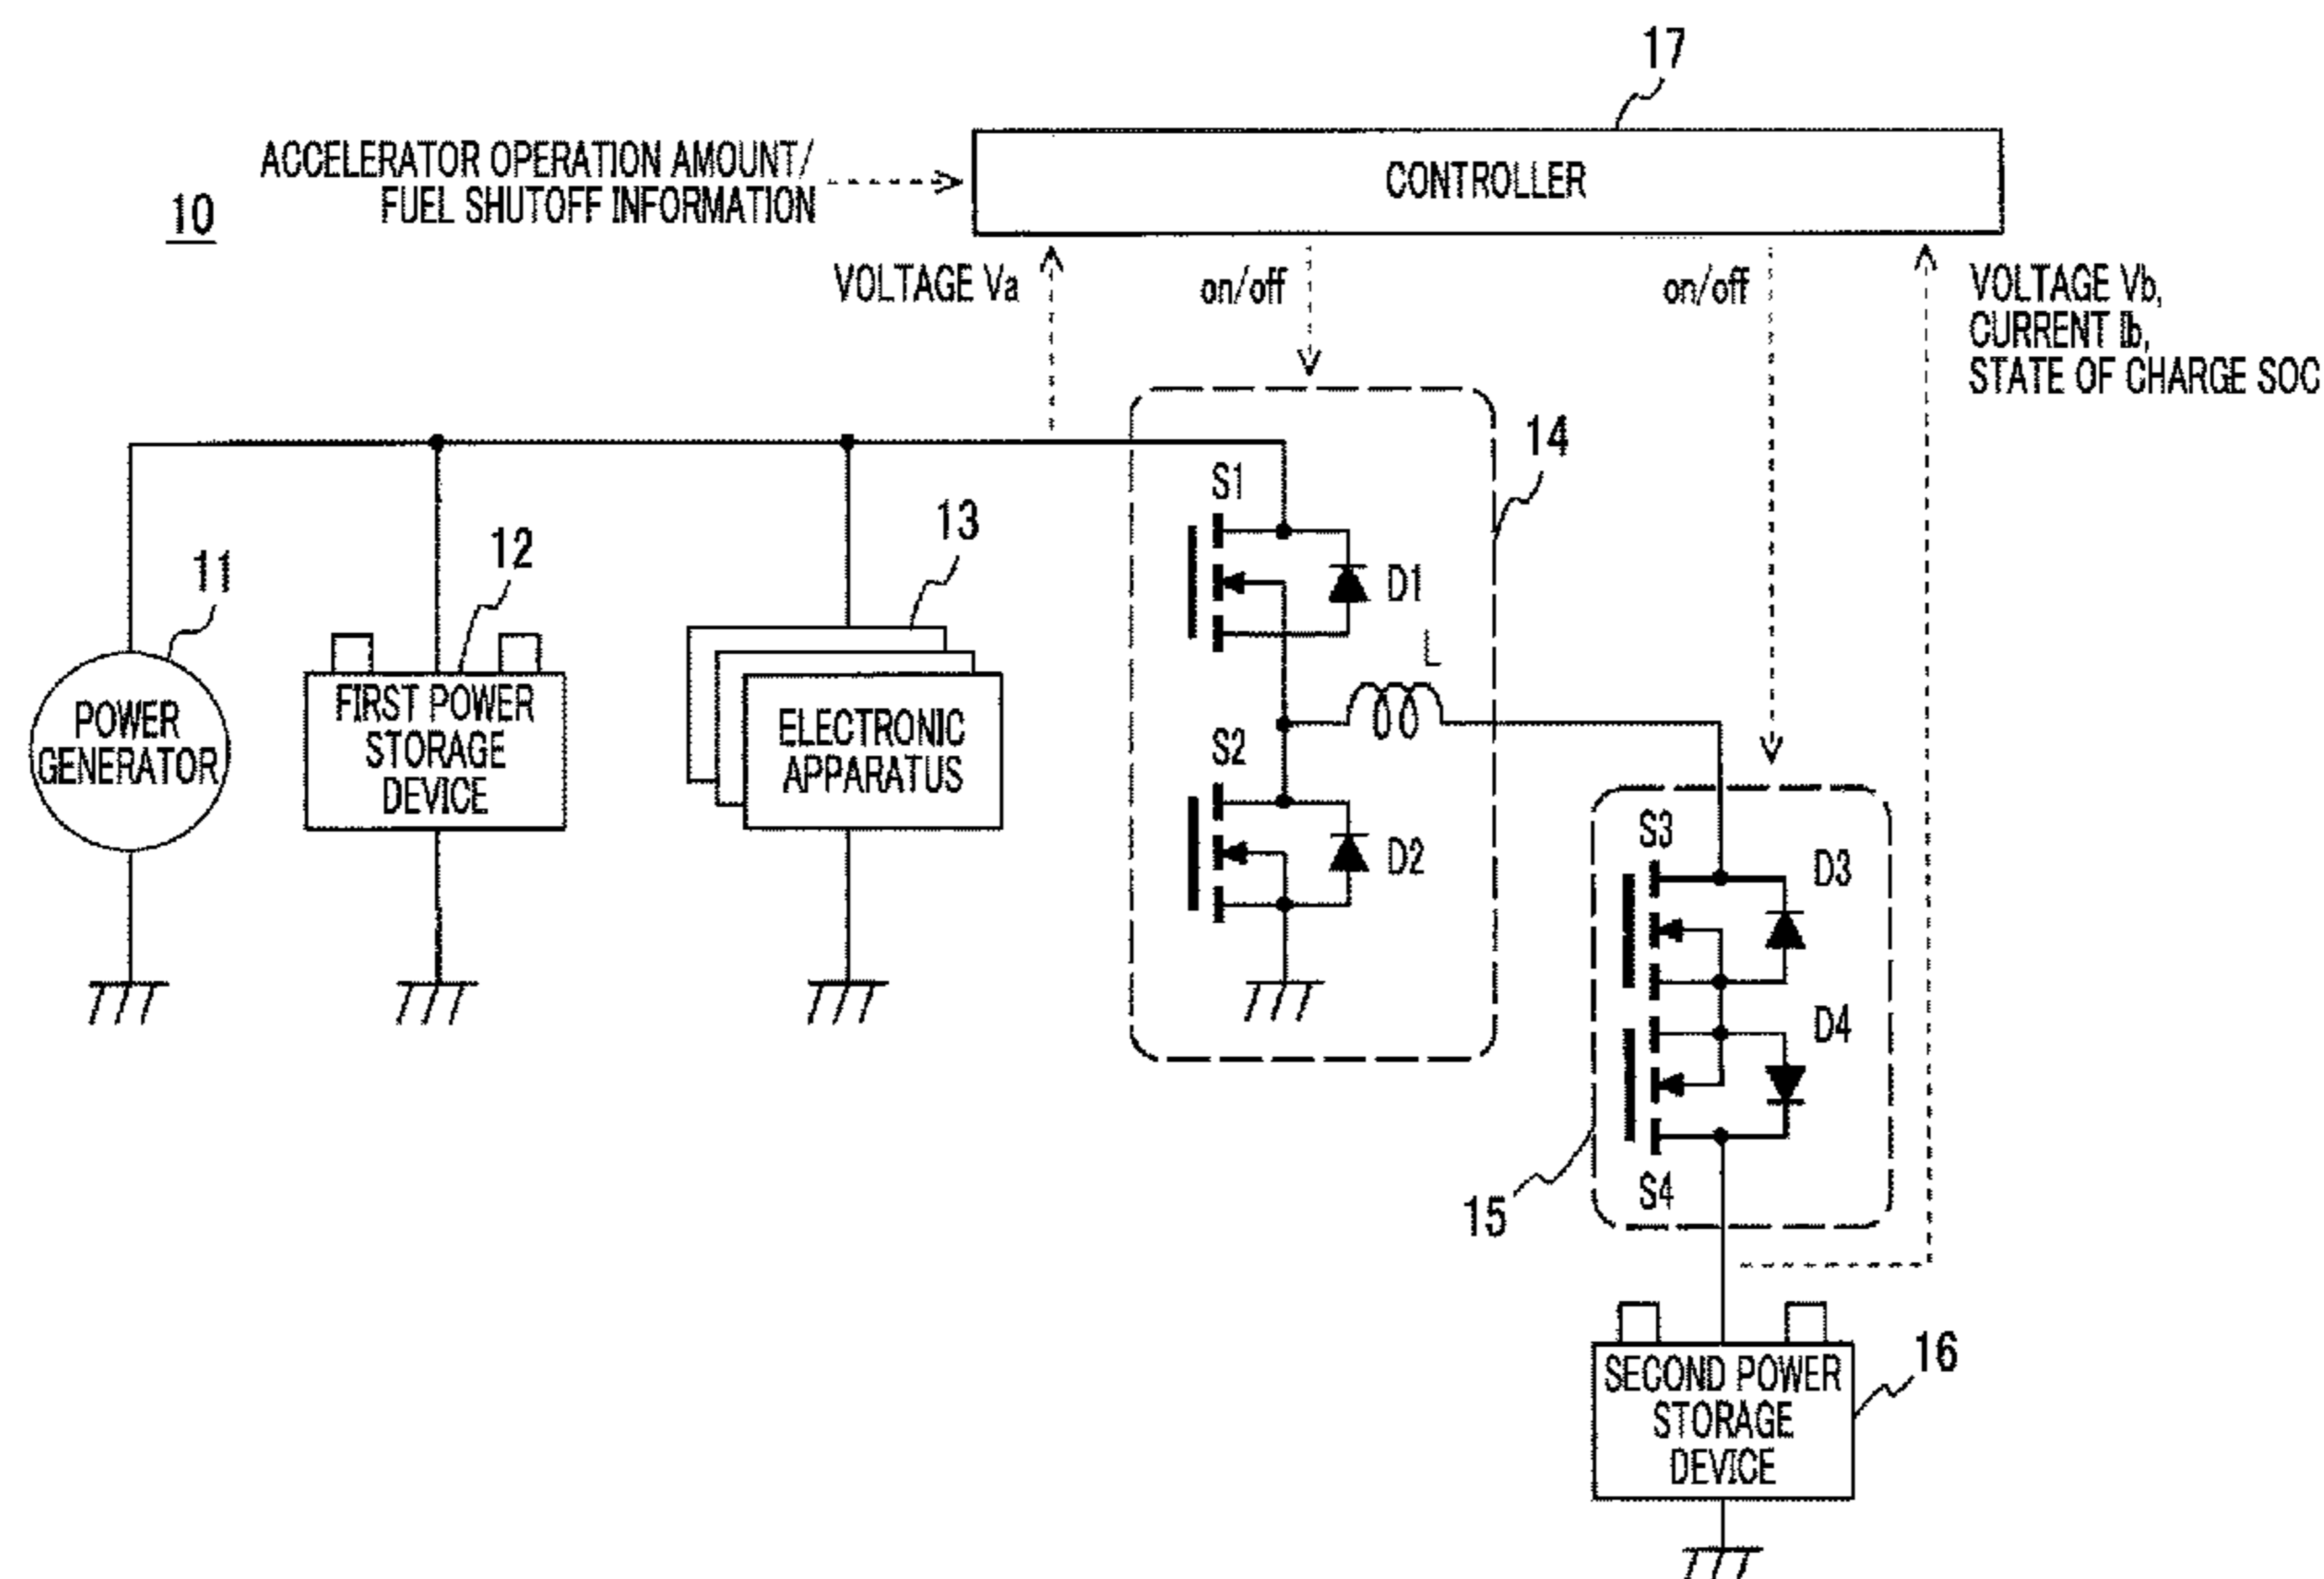 17
ACCELERATOR OPERATION AMOUNT/
FUEL SHUTOFF INFORMATION
CONTROLLER
10
VOLTAGE Va
on/off
on/off
VOLTAGE Vb,
CURRENT Ib,
STATE OF CHARGE SOC
14
S1
13
12
11
D1
L
POWER
GENERATOR
FIRST POWER
STORAGE
DEVICE
ELECTRONIC
APPARATUS
S2
D2
S3
D3
D4
S4
15
16
SECOND POWER
STORAGE
DEVICE